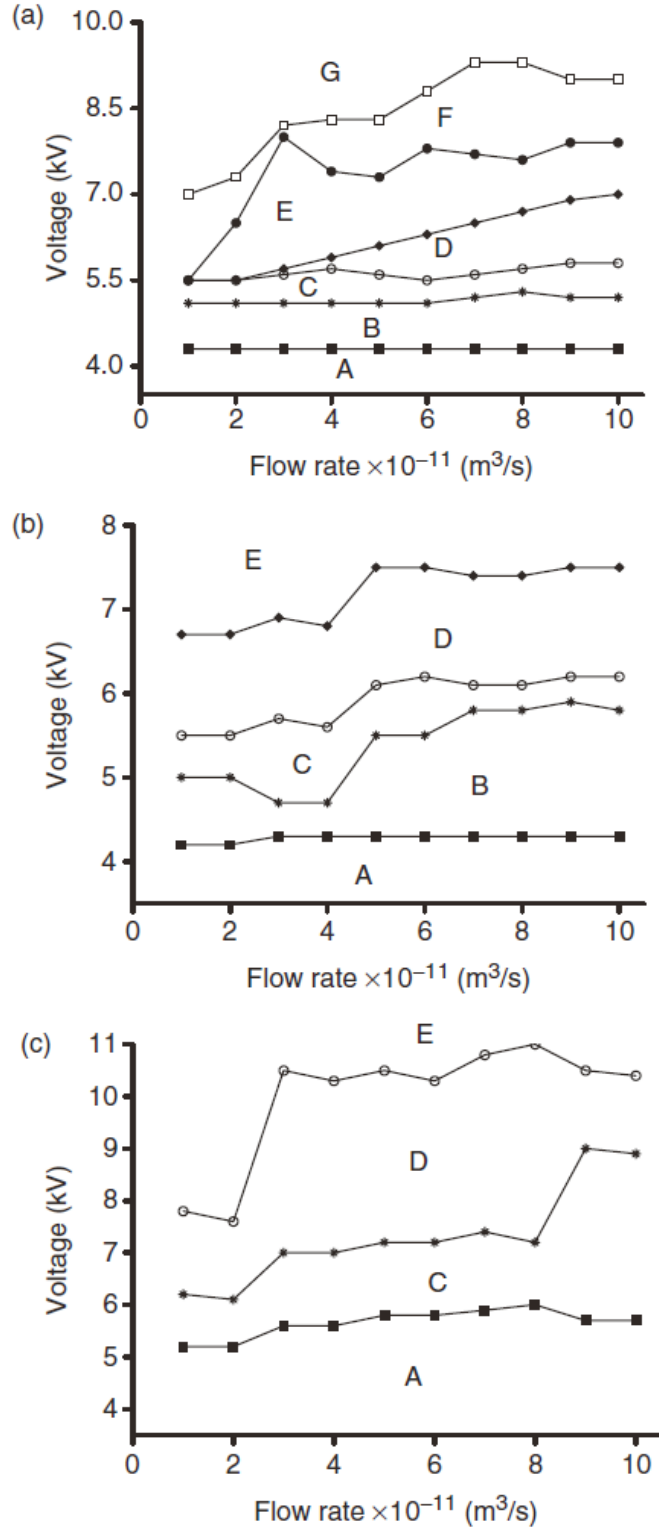 (a)
10.0
8.5
7.0
5.5
4.0
Voltage (kV)
G
F
E
D
C
B
A
0 2 4 6 8 10
Flow rate ×10⁻¹¹ (m³/s)
(b)
8
7
6
5
4
Voltage (kV)
E
D
C
B
A
0 2 4 6 8 10
Flow rate ×10⁻¹¹ (m³/s)
(c)
11
10
9
8
7
6
5
4
Voltage (kV)
E
D
C
A
0 2 4 6 8 10
Flow rate ×10⁻¹¹ (m³/s)